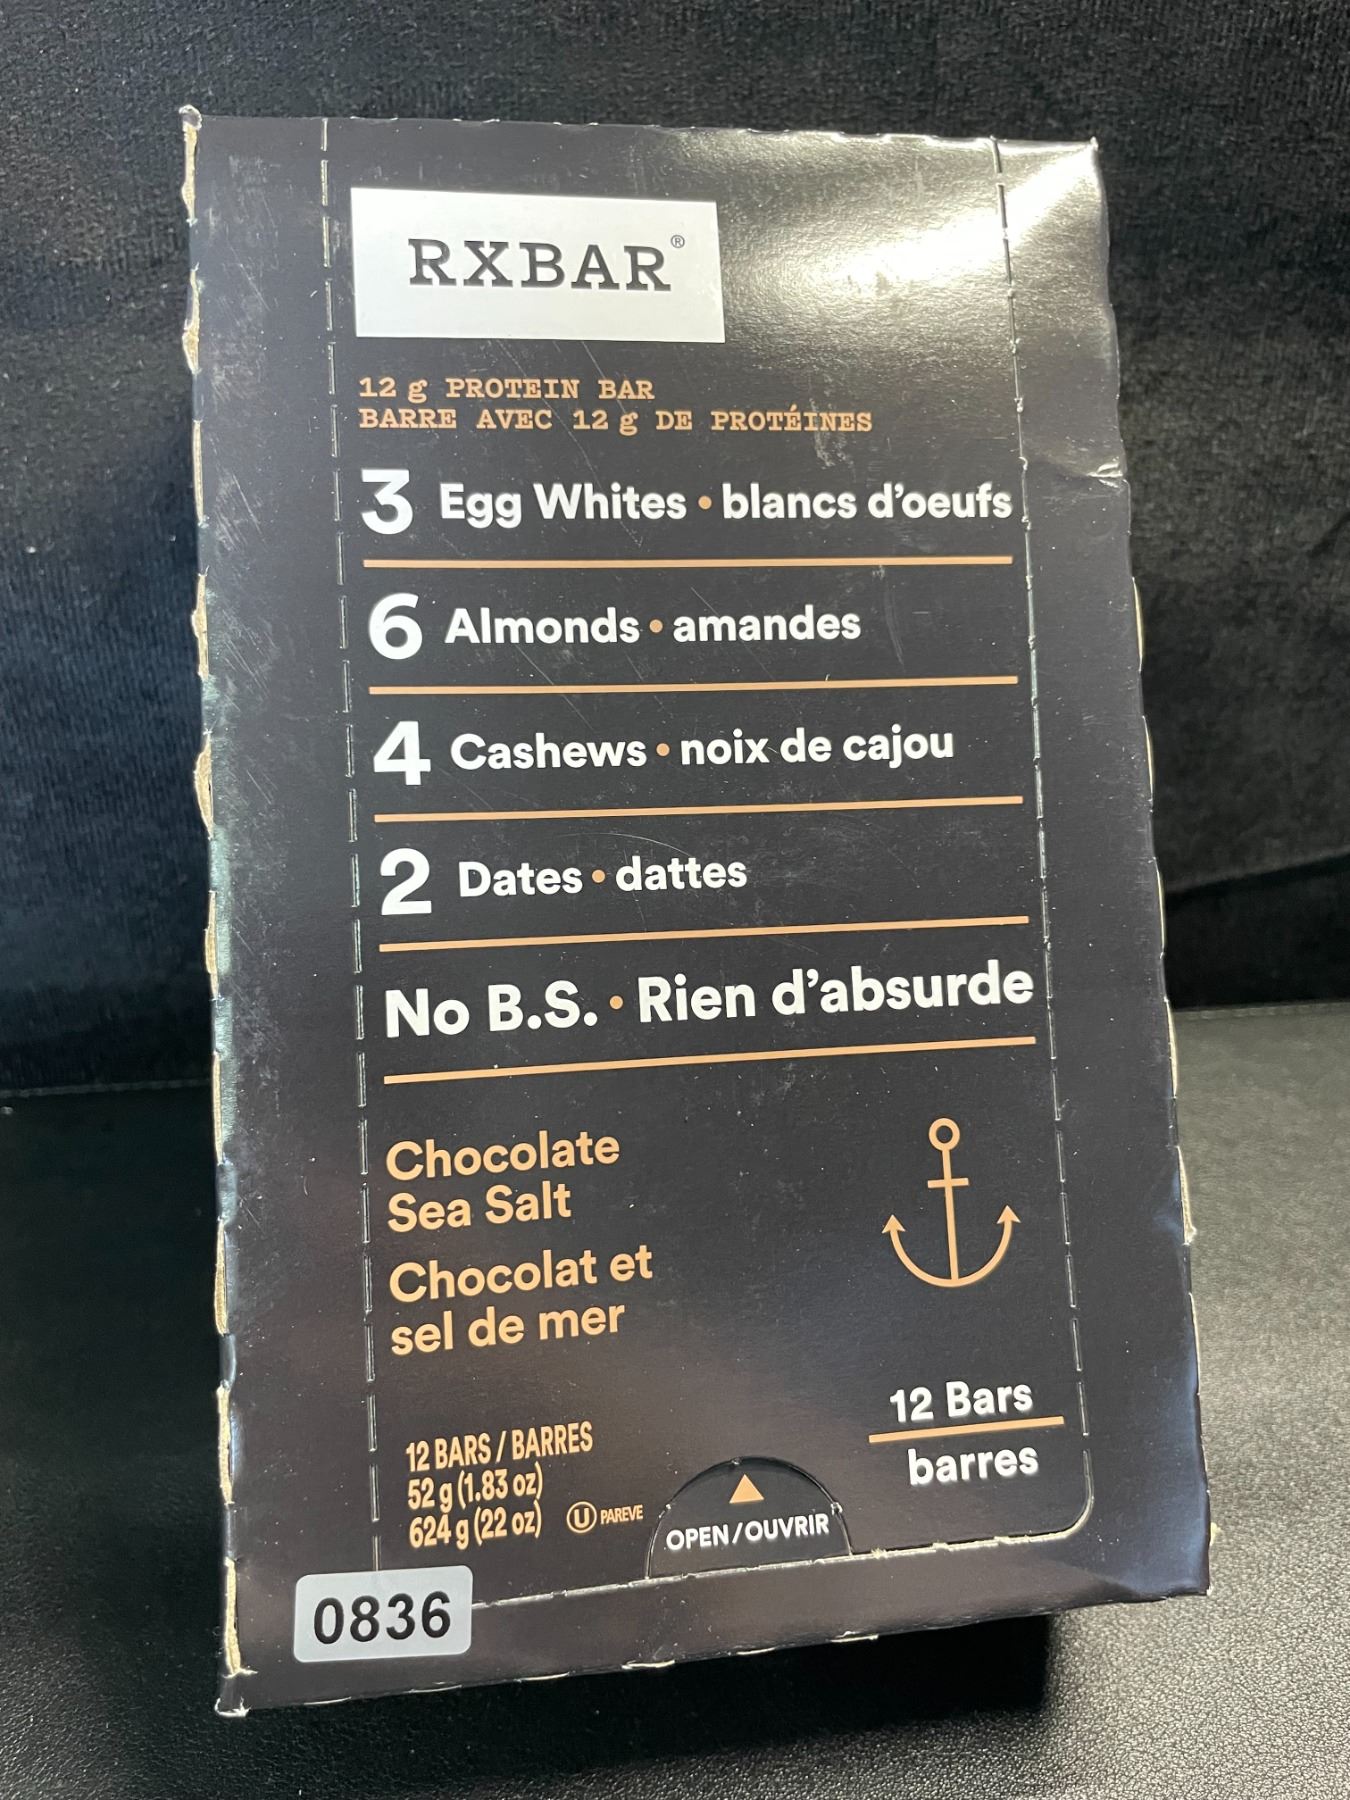 RXBAR®
12 g PROTEIN BAR
BARRE AVEC 12 g DE PROTÉINES
3 Egg Whites • blancs d'oeufs
6 Almonds • amandes
4 Cashews • noix de cajou
2 Dates • dattes
No B.S. • Rien d'absurde
Chocolate
Sea Salt
Chocolat et
sel de mer
12 Bars
barres
12 BARS / BARRES
52 g (1.83 oz)
624 g (22 oz)
U PAREVE
OPEN/OUVRIR
0836